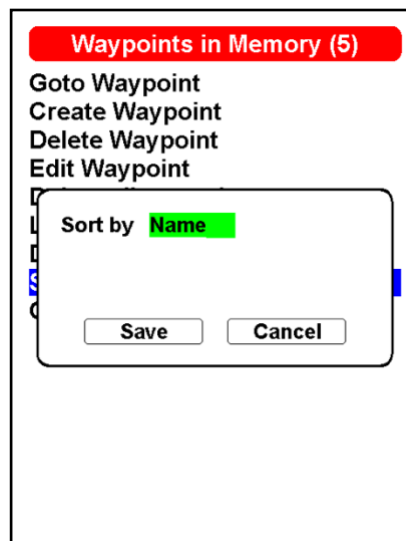 Waypoints in Memory (5)
Goto Waypoint
Create Waypoint
Delete Waypoint
Edit Waypoint
Sort by Name
Save Cancel